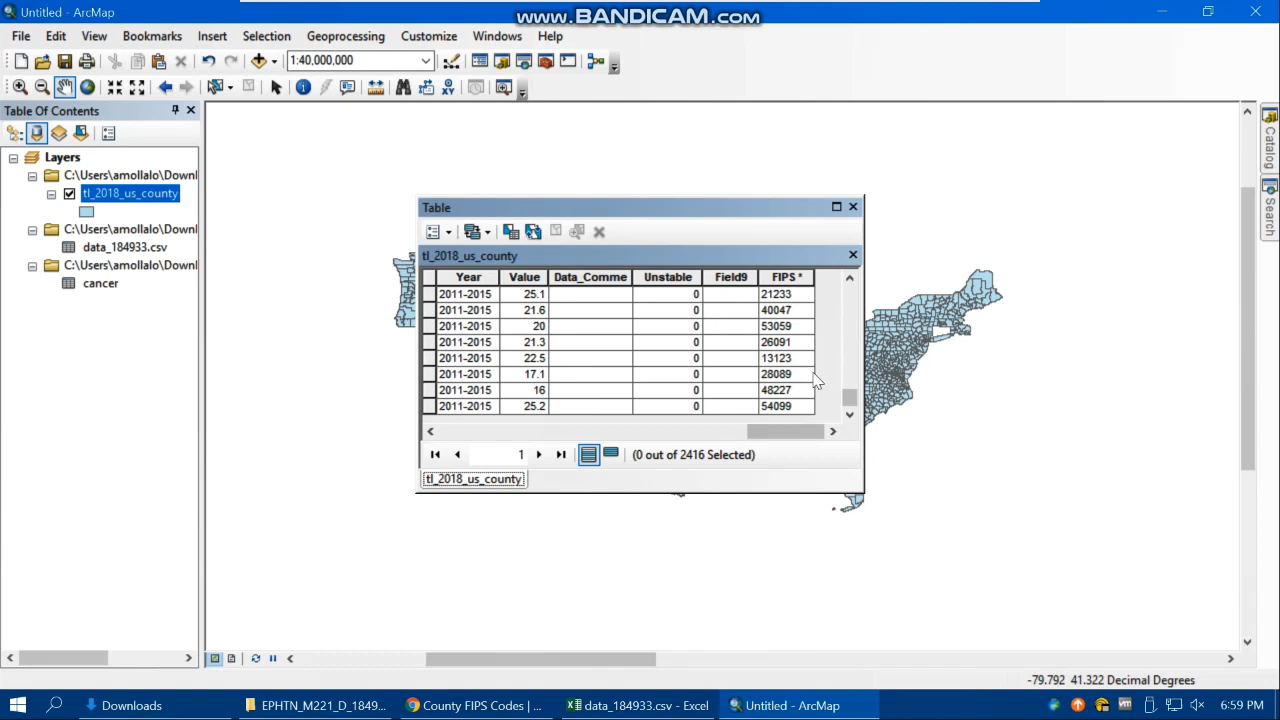 Untitled - ArcMap
www.BANDICAM.com
File Edit View Bookmarks Insert Selection Geoprocessing Customize Windows Help
1:40,000,000
Table Of Contents
Layers
C:\Users\amollalo\Downl
tl_2018_us_county
C:\Users\amollalo\Downl
data_184933.csv
C:\Users\amollalo\Downl
cancer
Table
tl_2018_us_county
Year Value Data_Comme Unstable Field9 FIPS *
2011-2015 25.1 0 21233
2011-2015 21.6 0 40047
2011-2015 20 0 53059
2011-2015 21.3 0 26091
2011-2015 22.5 0 13123
2011-2015 17.1 0 28089
2011-2015 16 0 48227
2011-2015 25.2 0 54099
1 (0 out of 2416 Selected)
tl_2018_us_county
Catalog
Search
-79.792 41.322 Decimal Degrees
Downloads
EPHTN_M221_D_1849...
County FIPS Codes | ...
data_184933.csv - Excel
Untitled - ArcMap
6:59 PM